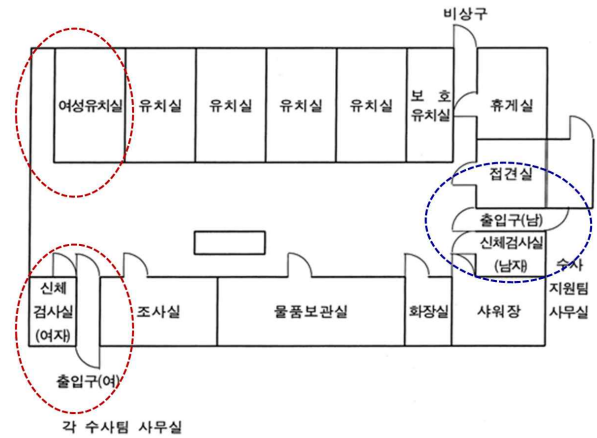 비상구
여성유치실
유치실
유치실
유치실
유치실
보 호
유치실
휴게실
접견실
출입구(남)
신체검사실
(남자)
수사
지원팀
사무실
신체
검사실
(여자)
조사실
물품보관실
화장실
샤워장
출입구(여)
각 수사팀 사무실